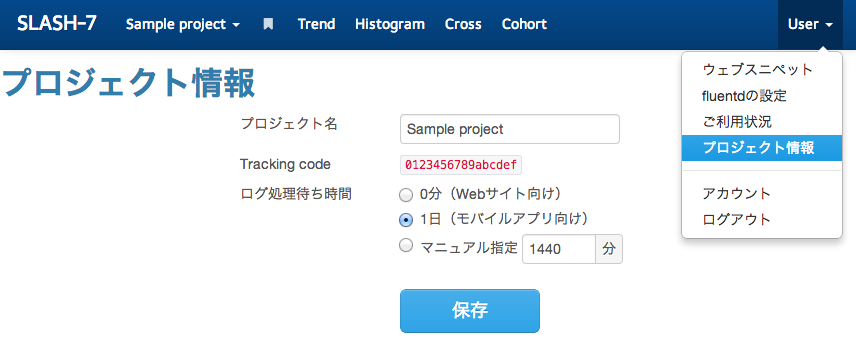 SLASH-7 Sample project Trend Histogram Cross Cohort User
ウェブスニペット
fluentdの設定
ご利用状況
プロジェクト情報
アカウント
ログアウト
プロジェクト情報
プロジェクト名 Sample project
Tracking code 0123456789abcdef
ログ処理待ち時間 0分（Webサイト向け）
1日（モバイルアプリ向け）
マニュアル指定 1440 分
保存